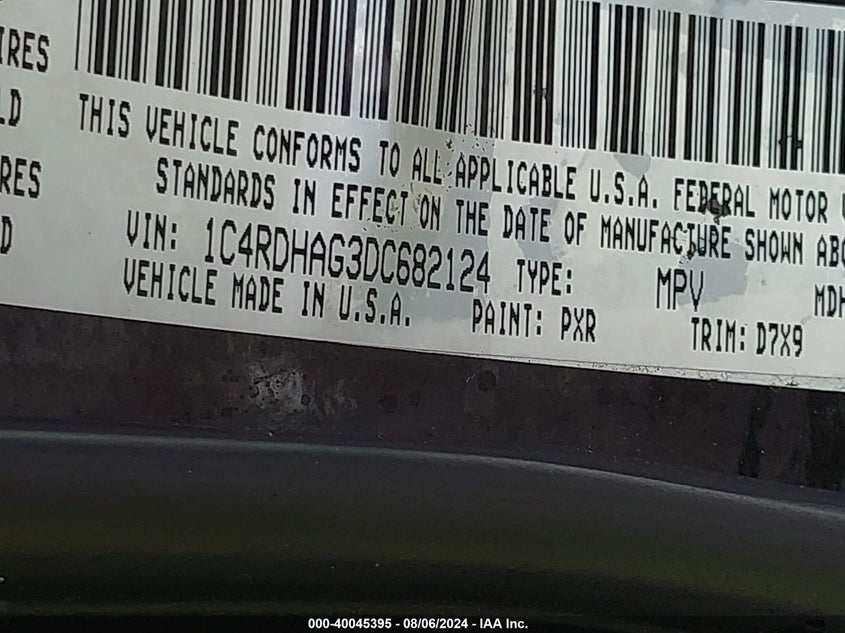 IRES
LD
RES
D
THIS VEHICLE CONFORMS TO ALL APPLICABLE U.S.A. FEDERAL MOTOR V
STANDARDS IN EFFECT ON THE DATE OF MANUFACTURE SHOWN ABO
VIN: 1C4RDHAG3DC682124 TYPE: MPV MDH
VEHICLE MADE IN U.S.A. PAINT: PXR TRIM: D7X9
000-40045395 - 08/06/2024 - IAA Inc.